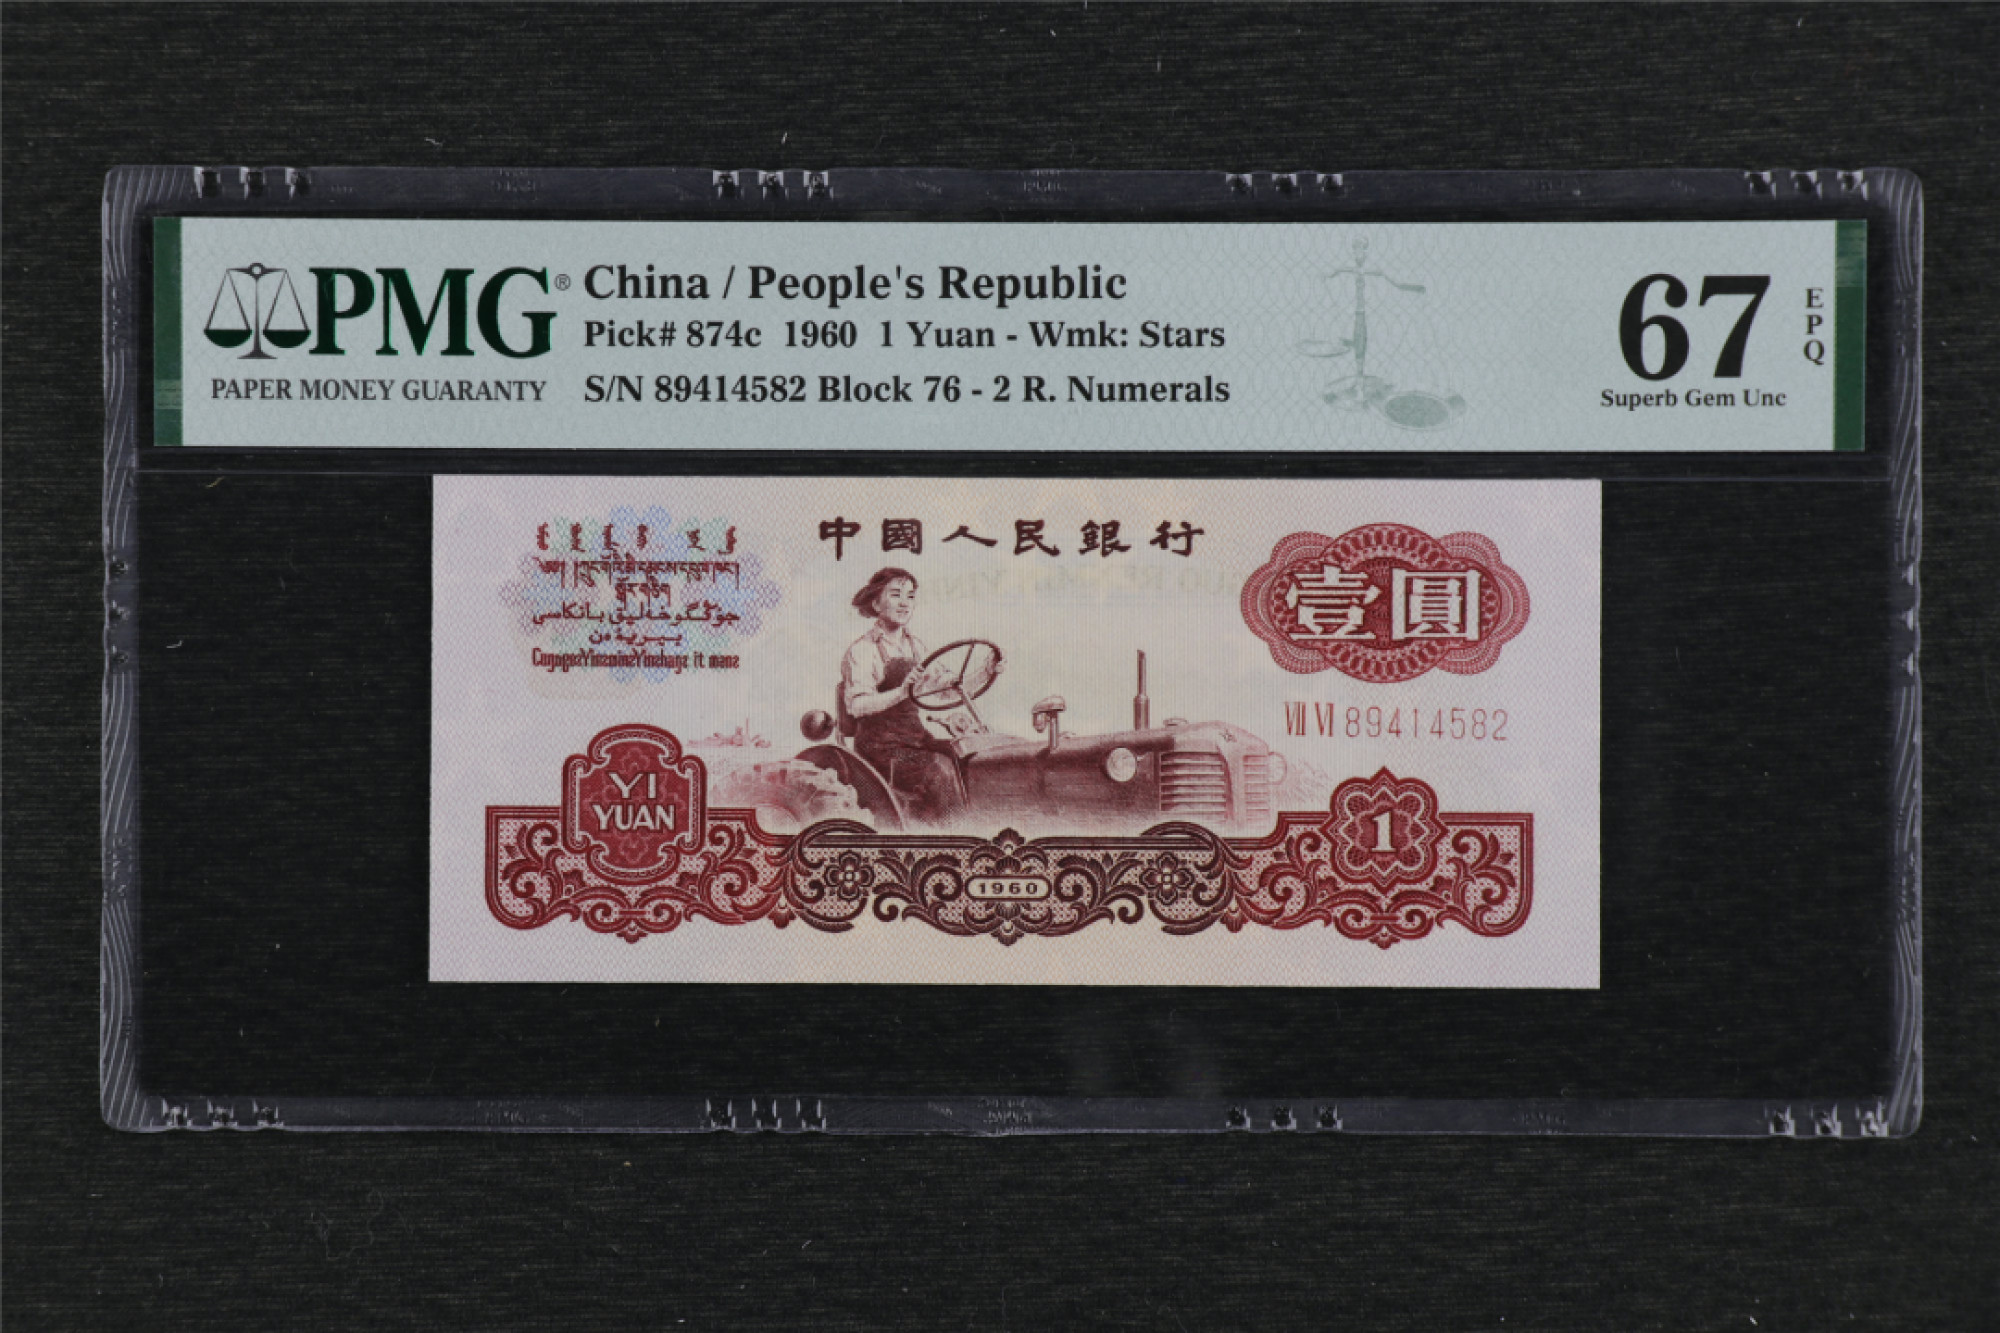 PMG®
PAPER MONEY GUARANTY
China / People's Republic
Pick# 874c 1960 1 Yuan - Wmk: Stars
S/N 89414582 Block 76 - 2 R. Numerals
67
EPQ
Superb Gem Unc
中國人民銀行
壹圓
VII VI 89414582
YI
YUAN
1960
1